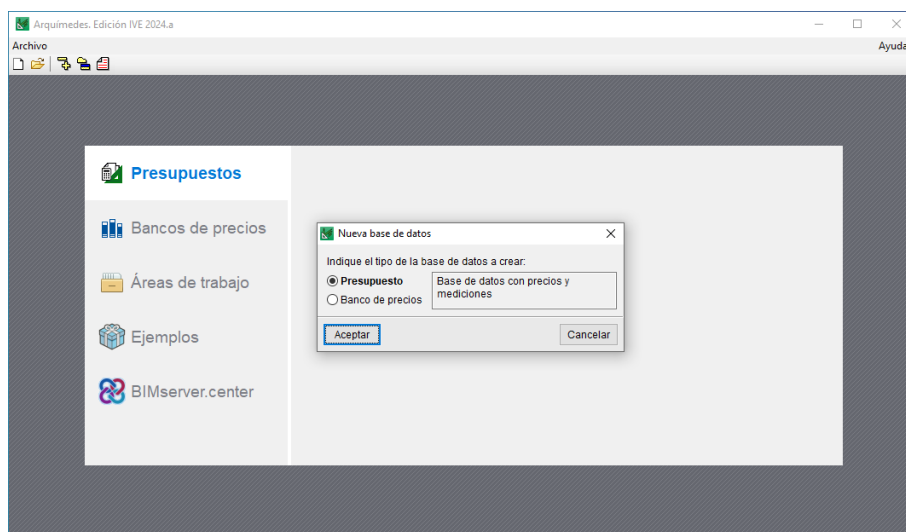 Arquímedes. Edición IVE 2024.a
Archivo
Ayuda
Presupuestos
Bancos de precios
Áreas de trabajo
Ejemplos
BIMserver.center
Nueva base de datos
Indique el tipo de la base de datos a crear:
Presupuesto
Banco de precios
Base de datos con precios y
mediciones
Aceptar
Cancelar